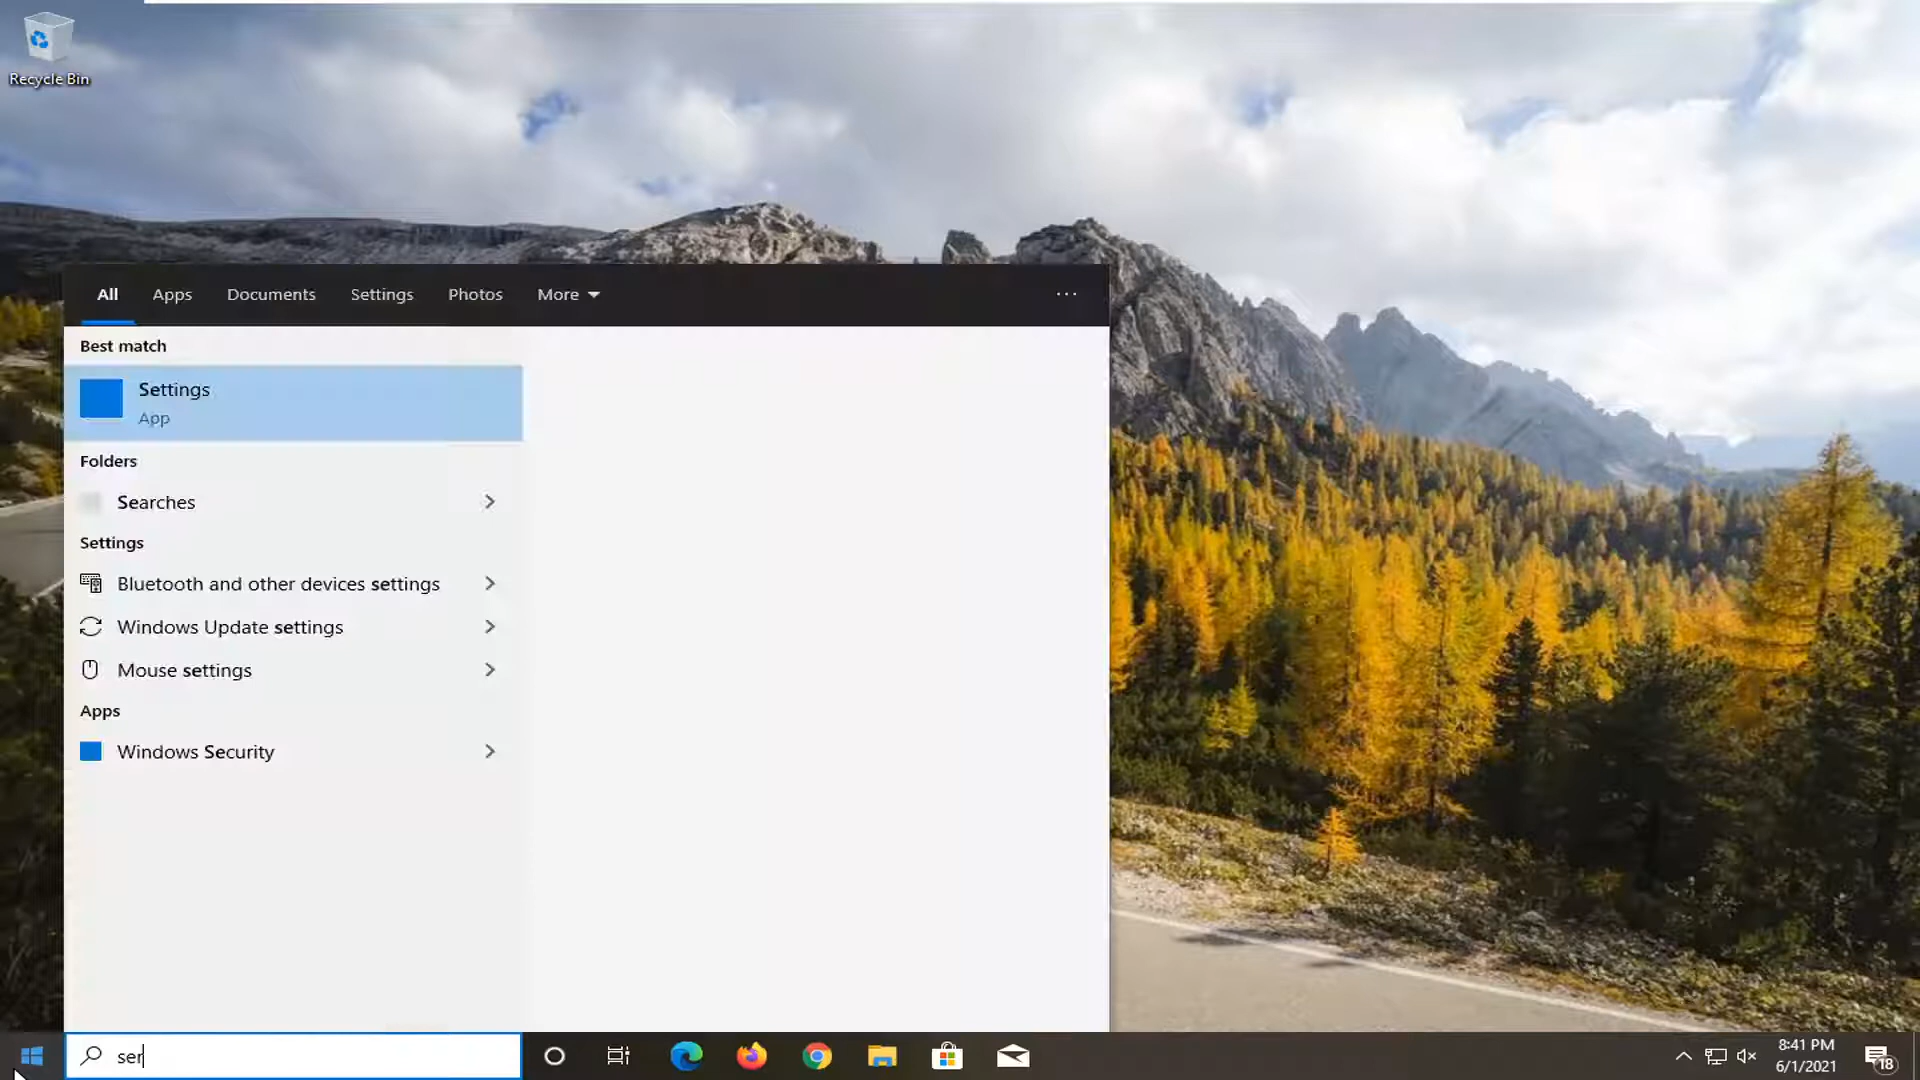 Recycle Bin
All Apps Documents Settings Photos More ...
Best match
Settings
App
Folders
Searches
Settings
Bluetooth and other devices settings
Windows Update settings
Mouse settings
Apps
Windows Security
ser
8:41 PM
6/1/2021
18